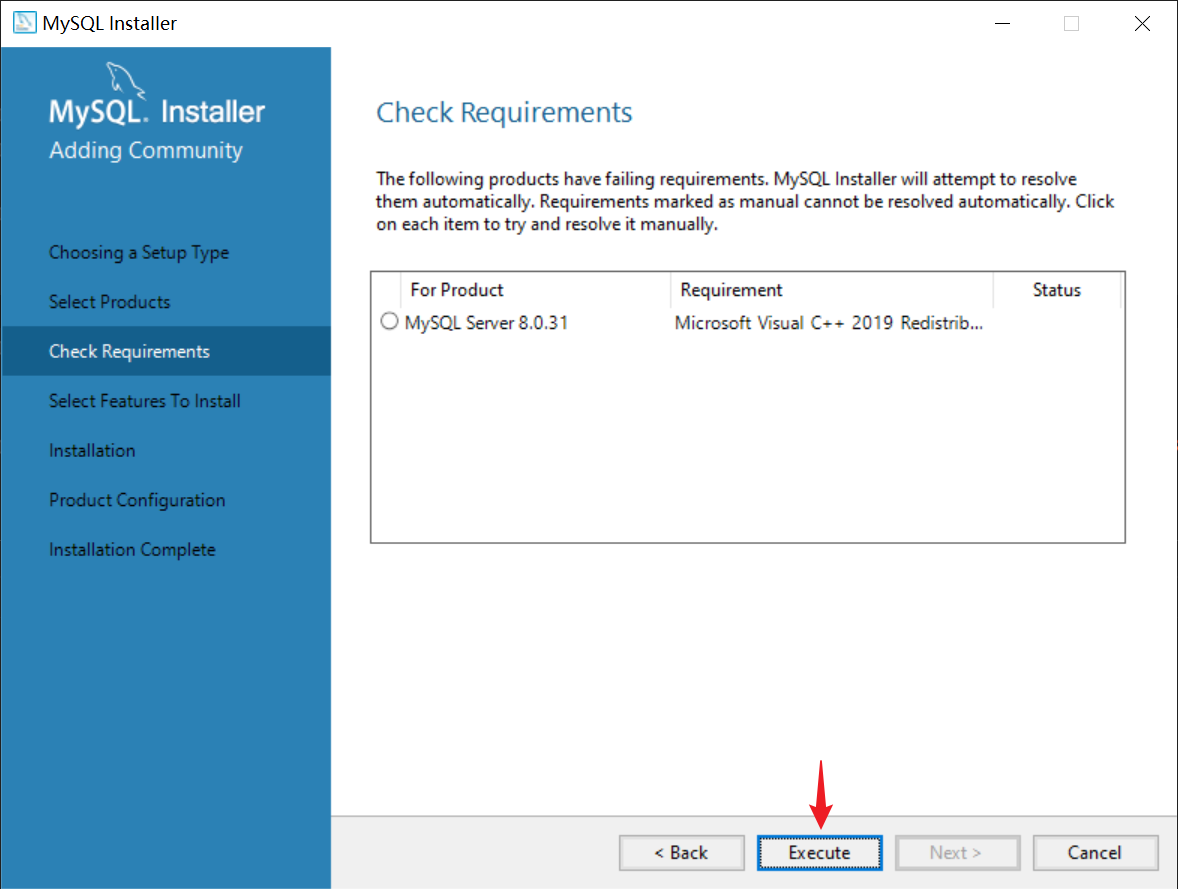 MySQL Installer
MySQL. Installer
Adding Community
Choosing a Setup Type
Select Products
Check Requirements
Select Features To Install
Installation
Product Configuration
Installation Complete
Check Requirements
The following products have failing requirements. MySQL Installer will attempt to resolve
them automatically. Requirements marked as manual cannot be resolved automatically. Click
on each item to try and resolve it manually.
For Product Requirement Status
MySQL Server 8.0.31 Microsoft Visual C++ 2019 Redistrib...
< Back Execute Next > Cancel